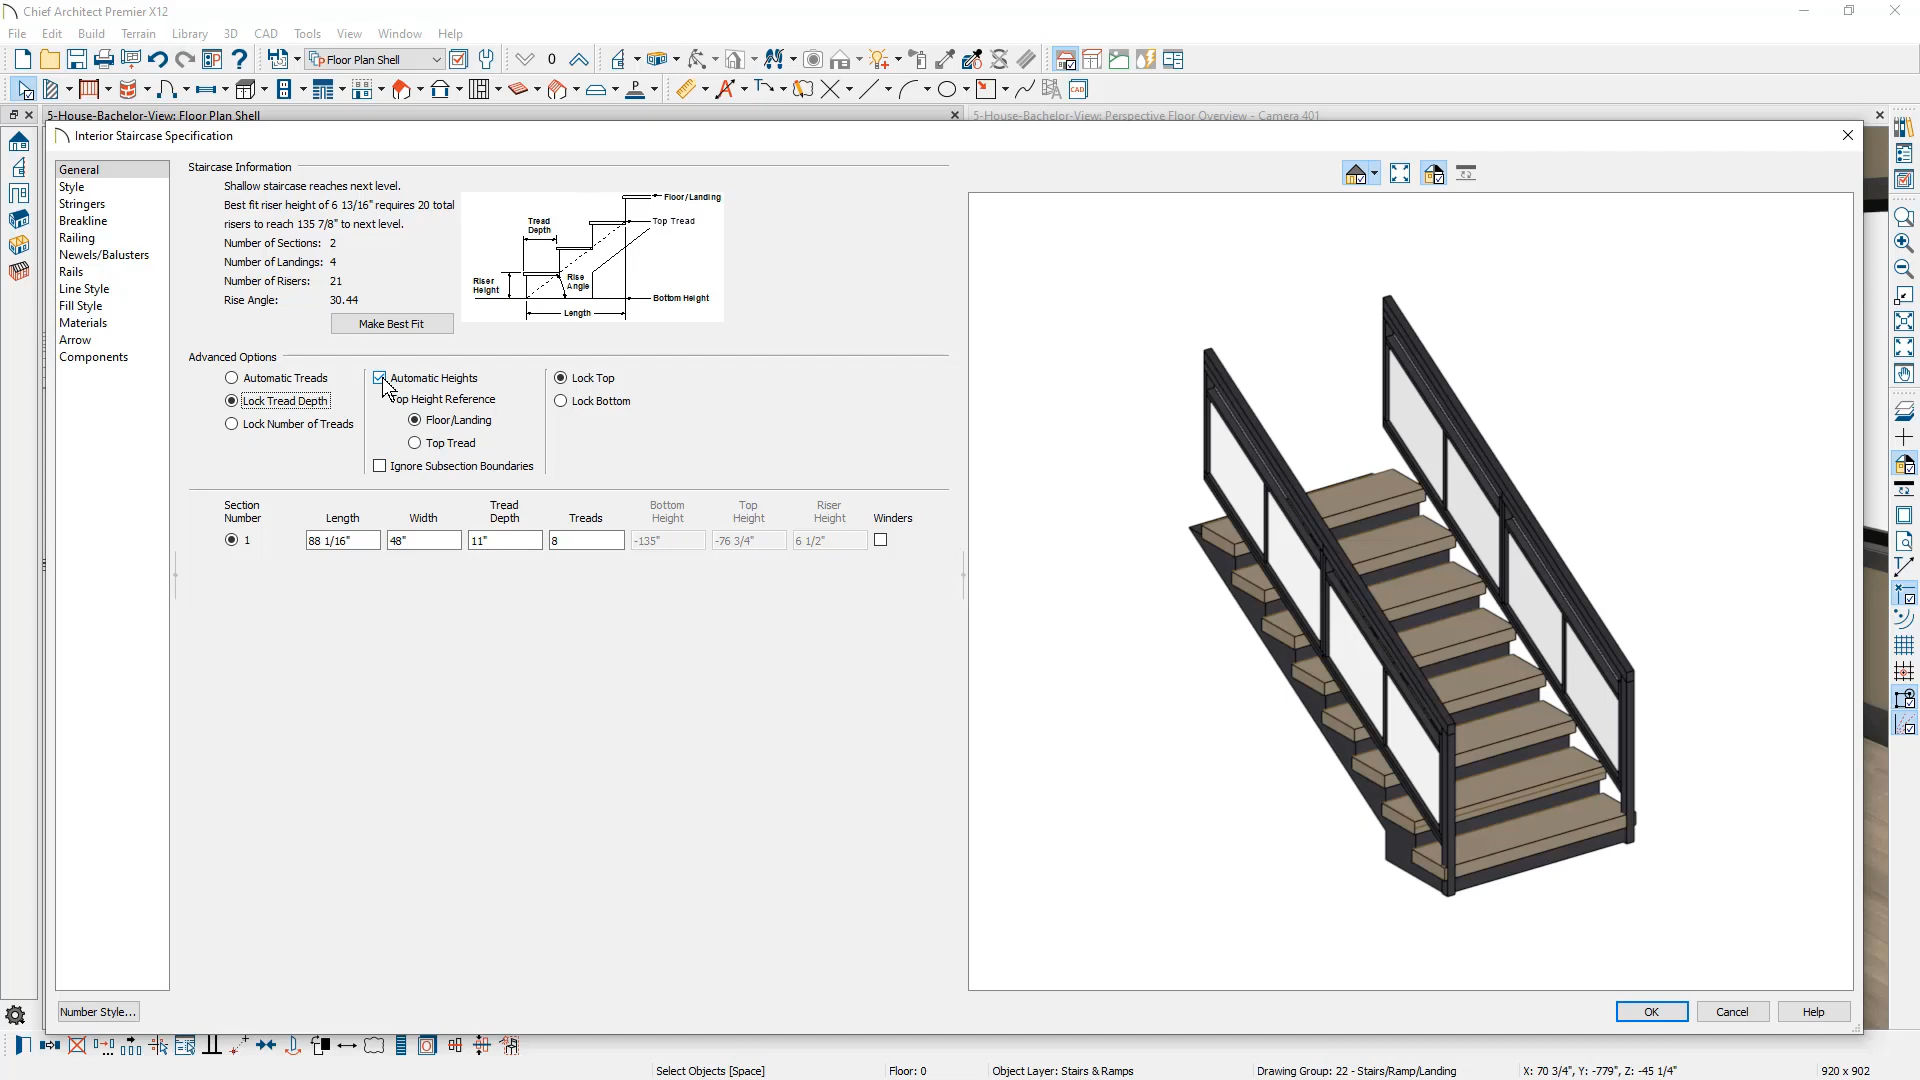 Chief Architect Premier X12
File Edit Build Terrain Library 3D CAD Tools View Window Help
Floor Plan Shell
0
CAD
5-House-Bachelor-View: Floor Plan Shell
5-House-Bachelor-View: Perspective Floor Overview - Camera 401
Interior Staircase Specification
General
Style
Stringers
Breakline
Railing
Newels/Balusters
Rails
Line Style
Fill Style
Materials
Arrow
Components
Staircase Information
Shallow staircase reaches next level.
Best fit riser height of 6 13/16" requires 20 total
risers to reach 135 7/8" to next level.
Number of Sections: 2
Number of Landings: 4
Number of Risers: 21
Rise Angle: 30.44
Make Best Fit
Floor/Landing
Tread
Depth
Top Tread
Riser
Height
Rise
Angle
Bottom Height
Length
Advanced Options
Automatic Treads
Lock Tread Depth
Lock Number of Treads
Automatic Heights
op Height Reference
Floor/Landing
Top Tread
Ignore Subsection Boundaries
Lock Top
Lock Bottom
Section Number Length Width Tread Depth Treads Bottom Height Top Height Riser Height Winders
1 88 1/16" 48" 11" 8 -135" -76 3/4" 6 1/2"
Number Style...
OK Cancel Help
Select Objects [Space] Floor: 0 Object Layer: Stairs & Ramps Drawing Group: 22 - Stairs/Ramp/Landing X: 70 3/4", Y: -779", Z: -45 1/4" 920 x 902